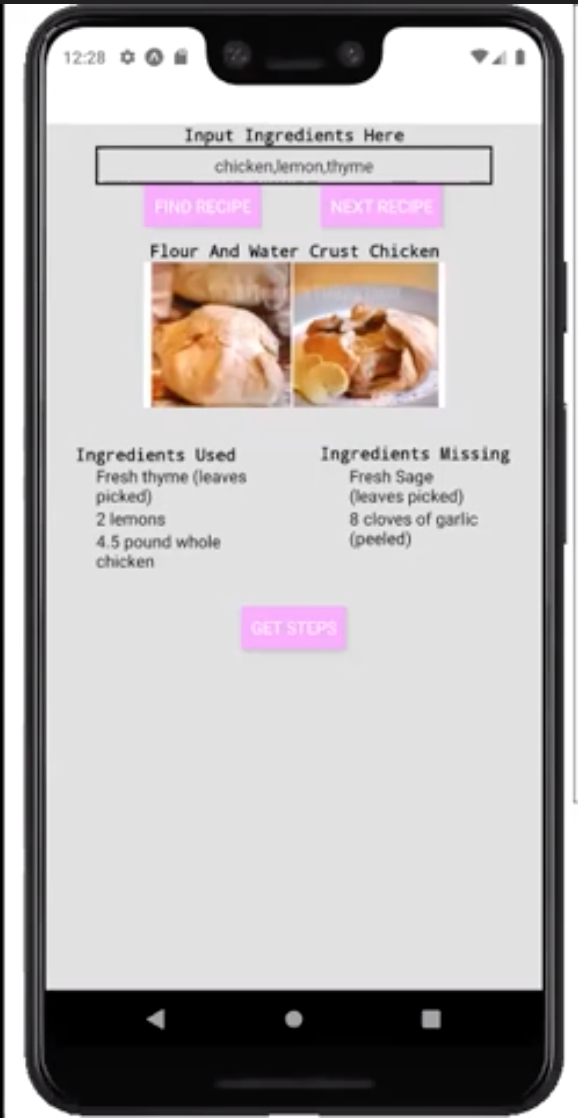 12:28
Input Ingredients Here
chicken,lemon,thyme
FIND RECIPE
NEXT RECIPE
Flour And Water Crust Chicken
Ingredients Used
Fresh thyme (leaves
picked)
2 lemons
4.5 pound whole
chicken
Ingredients Missing
Fresh Sage
(leaves picked)
8 cloves of garlic
(peeled)
GET STEPS